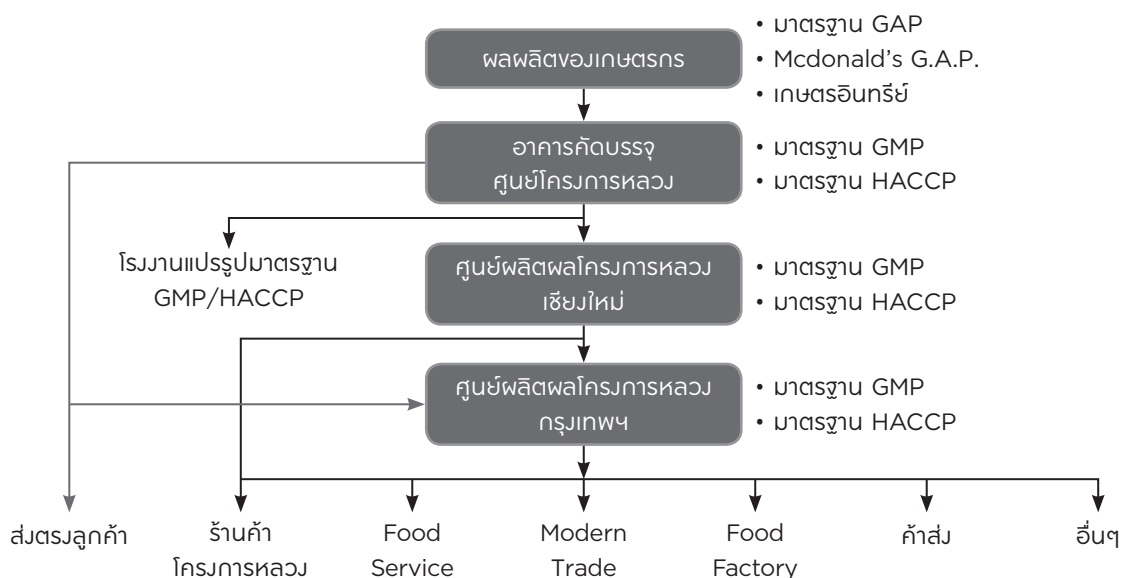 ผลผลิตของเกษตรกร
• มาตรฐาน GAP
• Mcdonald's G.A.P.
• เกษตรอินทรีย์
อาคารคัดบรรจุ
ศูนย์โครงการหลวง
• มาตรฐาน GMP
• มาตรฐาน HACCP
โรงงานแปรรูปมาตรฐาน
GMP/HACCP
ศูนย์ผลิตผลโครงการหลวง
เชียงใหม่
• มาตรฐาน GMP
• มาตรฐาน HACCP
ศูนย์ผลิตผลโครงการหลวง
กรุงเทพฯ
• มาตรฐาน GMP
• มาตรฐาน HACCP
ส่งตรงลูกค้า
ร้านค้า
โครงการหลวง
Food
Service
Modern
Trade
Food
Factory
ค้าส่ง
อื่นๆ